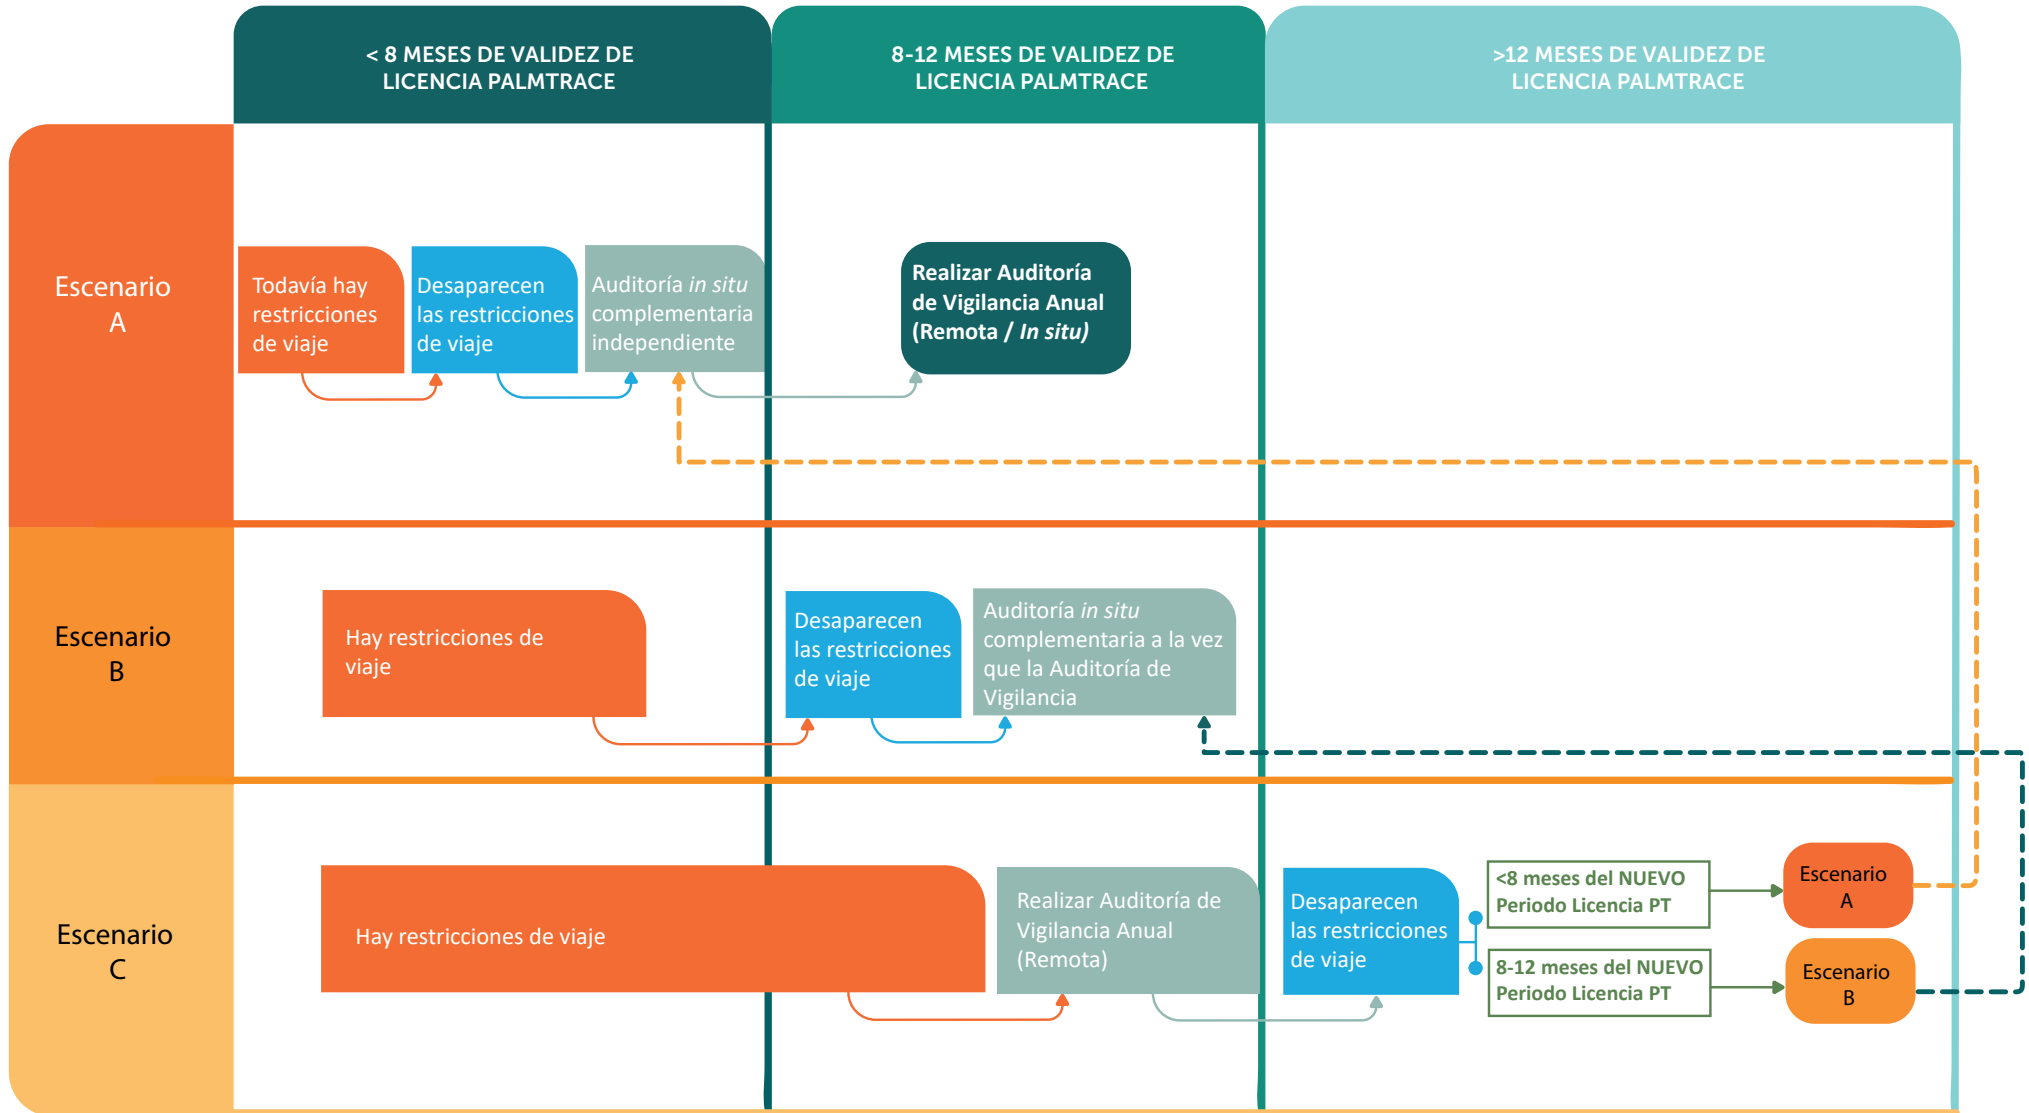 < 8 MESES DE VALIDEZ DE
LICENCIA PALMTRACE
8-12 MESES DE VALIDEZ DE
LICENCIA PALMTRACE
>12 MESES DE VALIDEZ DE
LICENCIA PALMTRACE
Escenario
A
Todavía hay
restricciones
de viaje
Desaparecen
las restricciones
de viaje
Auditoría in situ
complementaria
independiente
Realizar Auditoría
de Vigilancia Anual
(Remota / In situ)
Escenario
B
Hay restricciones de
viaje
Desaparecen
las restricciones
de viaje
Auditoría in situ
complementaria a la vez
que la Auditoría de
Vigilancia
Escenario
C
Hay restricciones de viaje
Realizar Auditoría de
Vigilancia Anual
(Remota)
Desaparecen
las restricciones
de viaje
<8 meses del NUEVO
Periodo Licencia PT
Escenario
A
8-12 meses del NUEVO
Periodo Licencia PT
Escenario
B